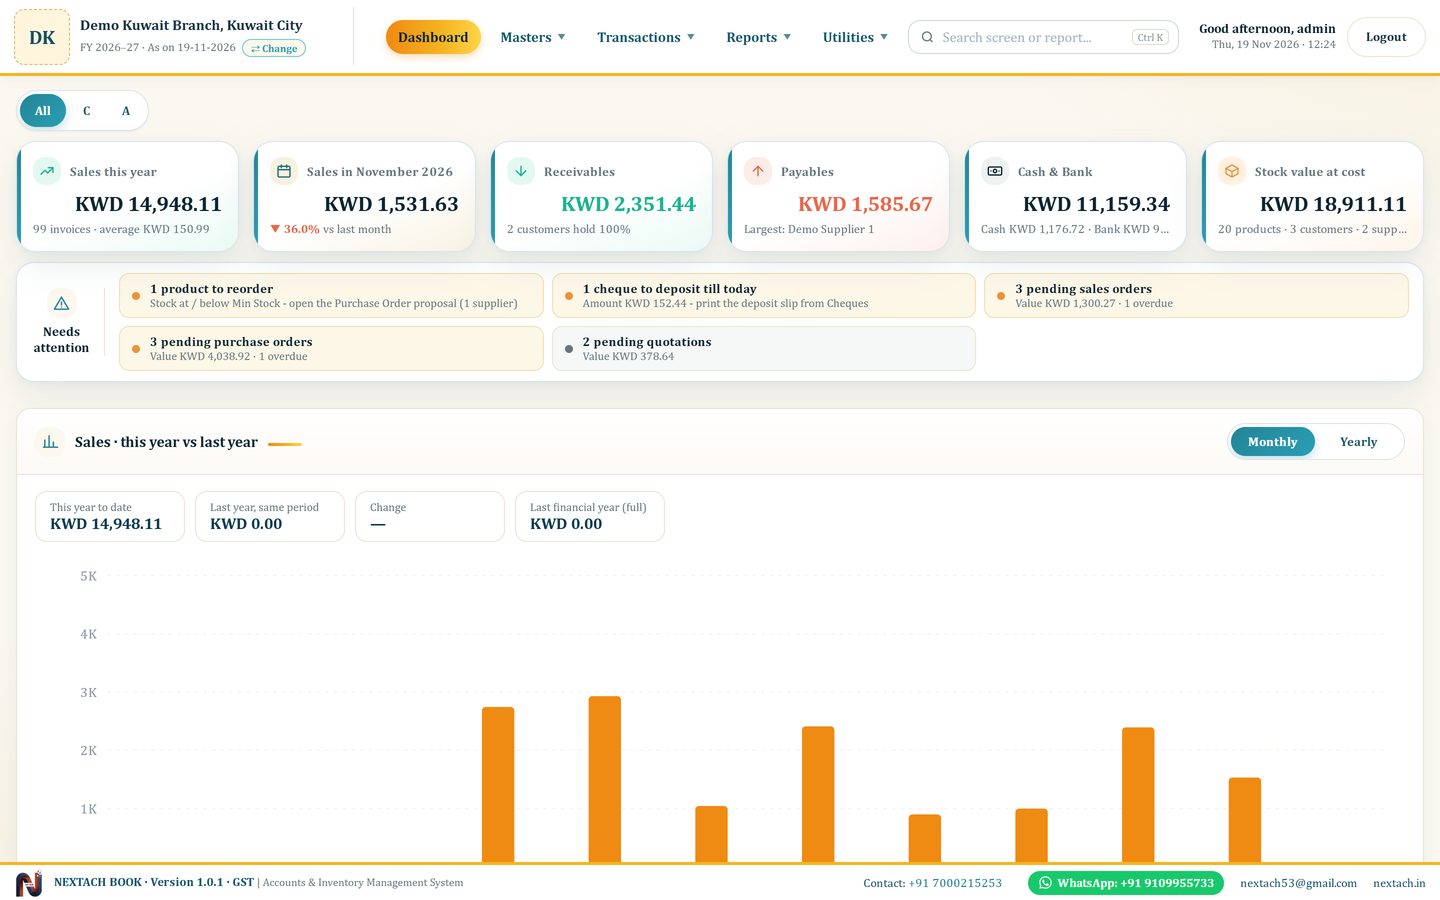 DK
Demo Kuwait Branch, Kuwait City
FY 2026–27 · As on 19-11-2026 ⇄ Change
Dashboard
Masters ▼
Transactions ▼
Reports ▼
Utilities ▼
Search screen or report...
Ctrl K
Good afternoon, admin
Thu, 19 Nov 2026 · 12:24
Logout
All
C
A
Sales this year
KWD 14,948.11
99 invoices · average KWD 150.99
Sales in November 2026
KWD 1,531.63
▼ 36.0% vs last month
Receivables
KWD 2,351.44
2 customers hold 100%
Payables
KWD 1,585.67
Largest: Demo Supplier 1
Cash & Bank
KWD 11,159.34
Cash KWD 1,176.72 · Bank KWD 9...
Stock value at cost
KWD 18,911.11
20 products · 3 customers · 2 supp...
Needs
attention
1 product to reorder
Stock at / below Min Stock - open the Purchase Order proposal (1 supplier)
1 cheque to deposit till today
Amount KWD 152.44 - print the deposit slip from Cheques
3 pending sales orders
Value KWD 1,300.27 · 1 overdue
3 pending purchase orders
Value KWD 4,038.92 · 1 overdue
2 pending quotations
Value KWD 378.64
Sales · this year vs last year
Monthly
Yearly
This year to date
KWD 14,948.11
Last year, same period
KWD 0.00
Change
—
Last financial year (full)
KWD 0.00
5K
4K
3K
2K
1K
NEXTACH BOOK · Version 1.0.1 · GST | Accounts & Inventory Management System
Contact: +91 7000215253
WhatsApp: +91 9109955733
nextach53@gmail.com
nextach.in